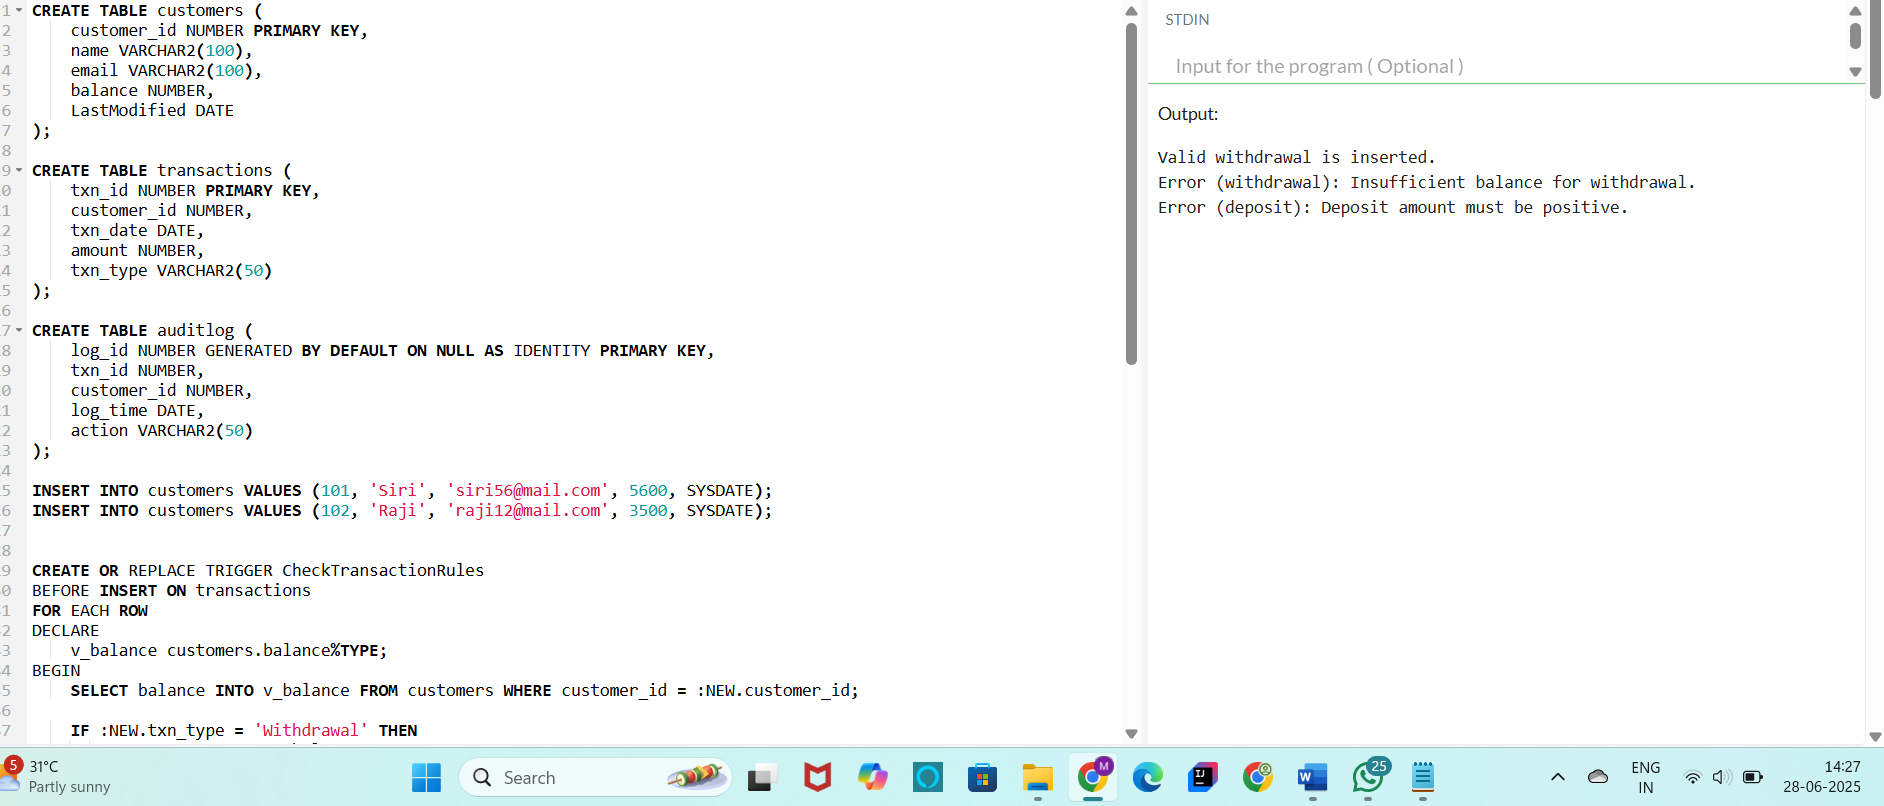 1 CREATE TABLE customers (
2 customer_id NUMBER PRIMARY KEY,
3 name VARCHAR2(100),
4 email VARCHAR2(100),
5 balance NUMBER,
6 LastModified DATE
7 );
8
9 CREATE TABLE transactions (
0 txn_id NUMBER PRIMARY KEY,
1 customer_id NUMBER,
2 txn_date DATE,
3 amount NUMBER,
4 txn_type VARCHAR2(50)
5 );
6
7 CREATE TABLE auditlog (
8 log_id NUMBER GENERATED BY DEFAULT ON NULL AS IDENTITY PRIMARY KEY,
9 txn_id NUMBER,
0 customer_id NUMBER,
1 log_time DATE,
2 action VARCHAR2(50)
3 );
4
5 INSERT INTO customers VALUES (101, 'Siri', 'siri56@mail.com', 5600, SYSDATE);
6 INSERT INTO customers VALUES (102, 'Raji', 'raji12@mail.com', 3500, SYSDATE);
7
8
9 CREATE OR REPLACE TRIGGER CheckTransactionRules
0 BEFORE INSERT ON transactions
1 FOR EACH ROW
2 DECLARE
3 v_balance customers.balance%TYPE;
4 BEGIN
5 SELECT balance INTO v_balance FROM customers WHERE customer_id = :NEW.customer_id;
6
7 IF :NEW.txn_type = 'Withdrawal' THEN
STDIN
Input for the program ( Optional )
Output:
Valid withdrawal is inserted.
Error (withdrawal): Insufficient balance for withdrawal.
Error (deposit): Deposit amount must be positive.
5
31°C
Partly sunny
Search
M
IJ
W
25
ENG
IN
14:27
28-06-2025